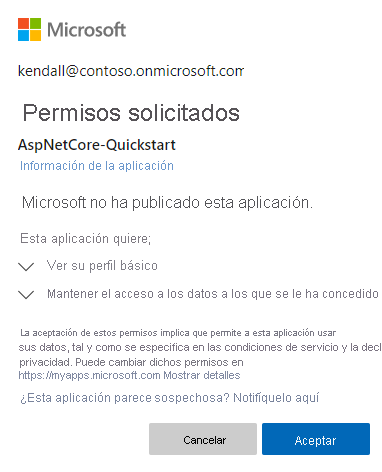 Microsoft
kendall@contoso.onmicrosoft.com
Permisos solicitados
AspNetCore-Quickstart
Información de la aplicación
Microsoft no ha publicado esta aplicación.
Esta aplicación quiere;
Ver su perfil básico
Mantener el acceso a los datos a los que se le ha concedido
La aceptación de estos permisos implica que permite a esta aplicación usar
sus datos, tal y como se especifica en las condiciones de servicio y la decl
privacidad. Puede cambiar dichos permisos en
https://myapps.microsoft.com Mostrar detalles
¿Esta aplicación parece sospechosa? Notifíquelo aquí
Cancelar
Aceptar